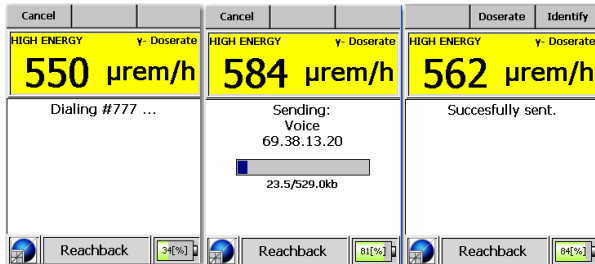 Cancel
HIGH ENERGY γ- Doserate
550 μrem/h
Dialing #777 ...
Reachback 34[%]
Cancel
HIGH ENERGY γ- Doserate
584 μrem/h
Sending:
Voice
69.38.13.20
23.5/529.0kb
Reachback 81[%]
Doserate Identify
HIGH ENERGY γ- Doserate
562 μrem/h
Succesfully sent.
Reachback 84[%]